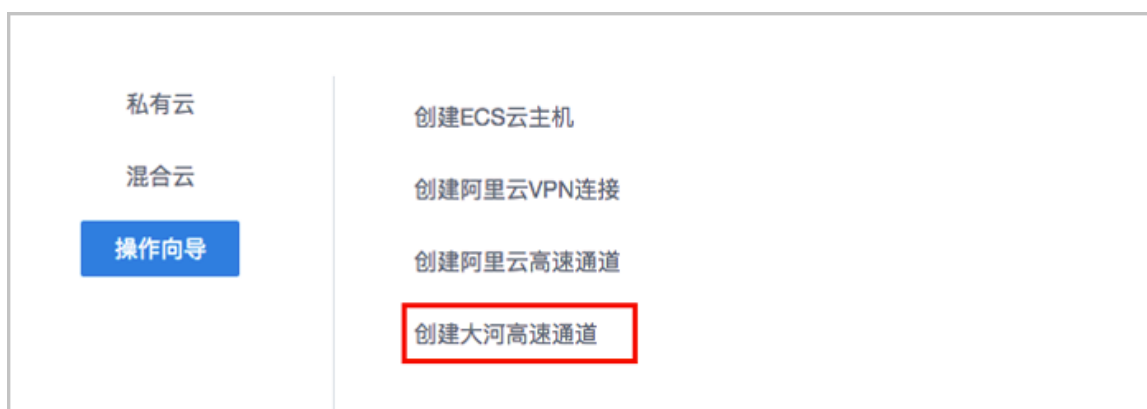 私有云
混合云
操作向导
创建ECS云主机
创建阿里云VPN连接
创建阿里云高速通道
创建大河高速通道